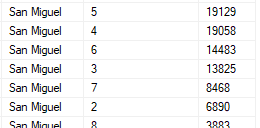 San Miguel 5 19129
San Miguel 4 19058
San Miguel 6 14483
San Miguel 3 13825
San Miguel 7 8468
San Miguel 2 6890
San Miguel 8 3883